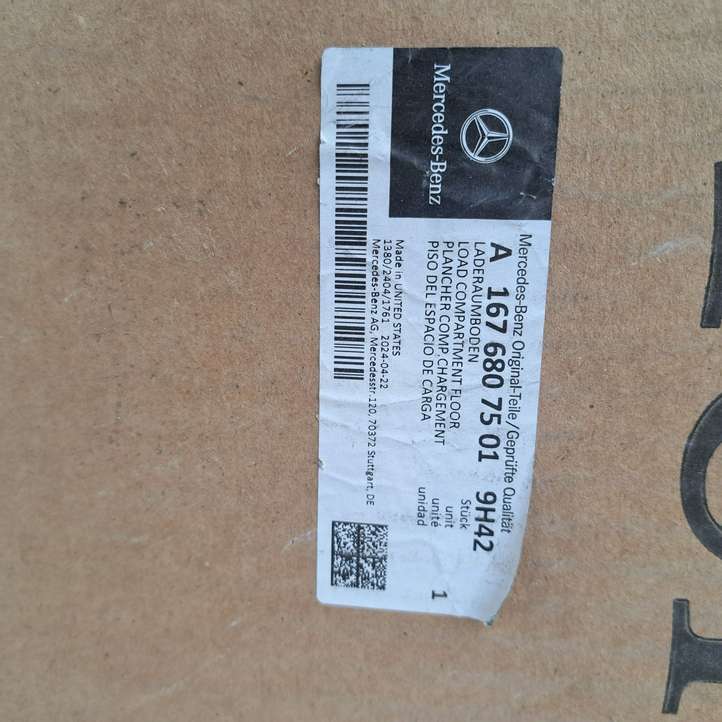 Mercedes-Benz
Mercedes-Benz Original-Teile/Geprüfte Qualität
A 167 680 75 01 9H42
LADERAUMBODEN
LOAD COMPARTMENT FLOOR
PLANCHER COMP.CHARGEMENT
PISO DEL ESPACIO DE CARGA
Stück
unit
unité
unidad
1
Made in UNITED STATES
1380/2404/1761 2024-04-22
Mercedes-Benz AG, Mercedesstr.120, 70372 Stuttgart, DE